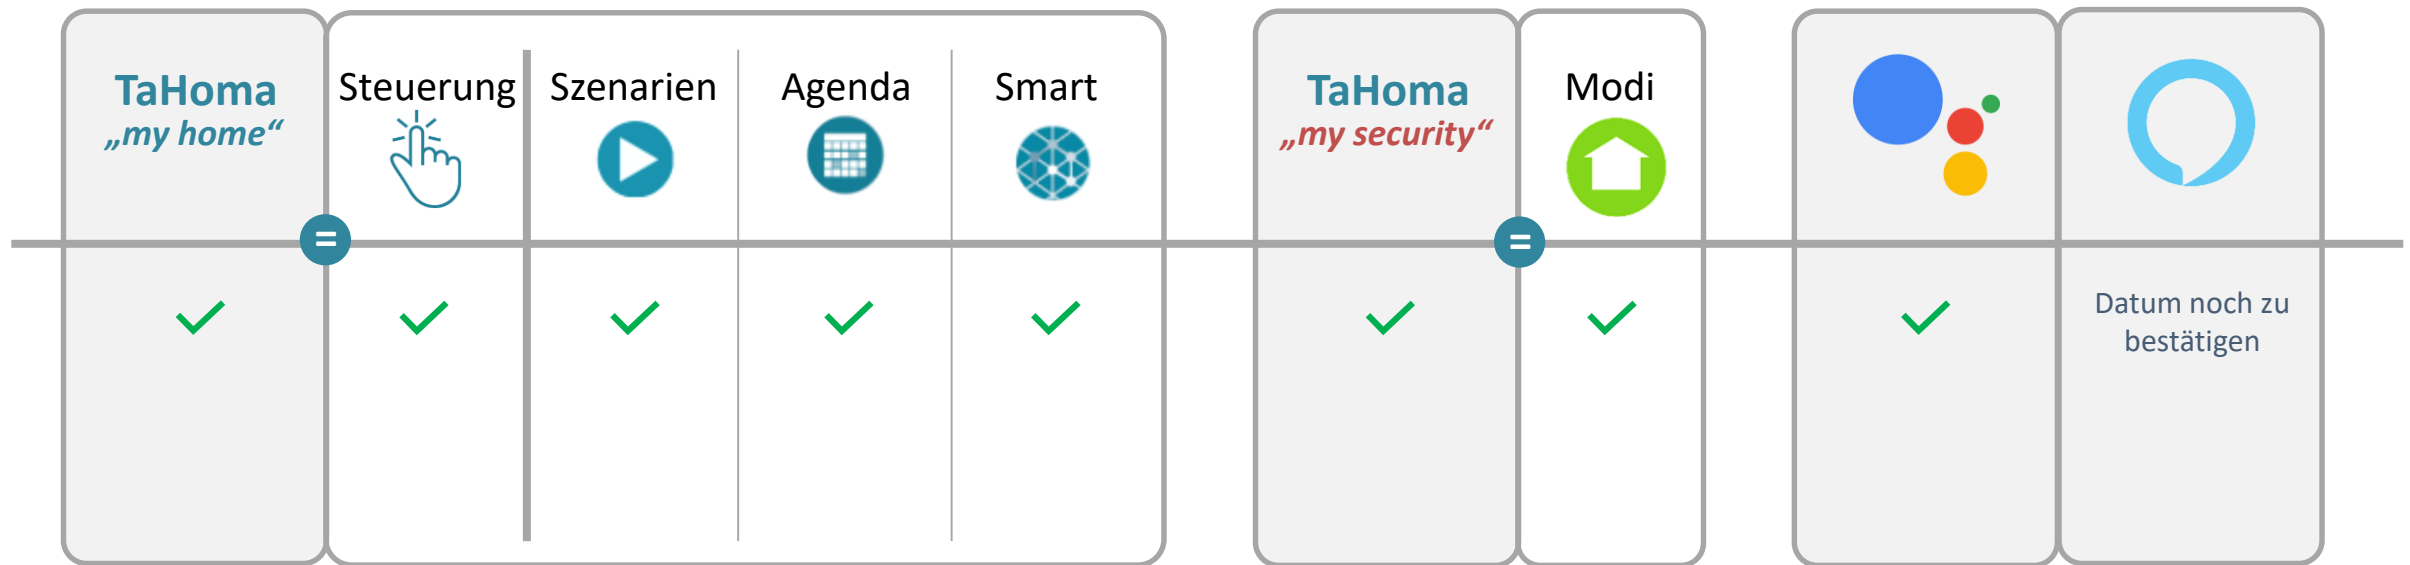 TaHoma
„my home“
Steuerung
Szenarien
Agenda
Smart
TaHoma
„my security“
Modi
=
=
Datum noch zu
bestätigen